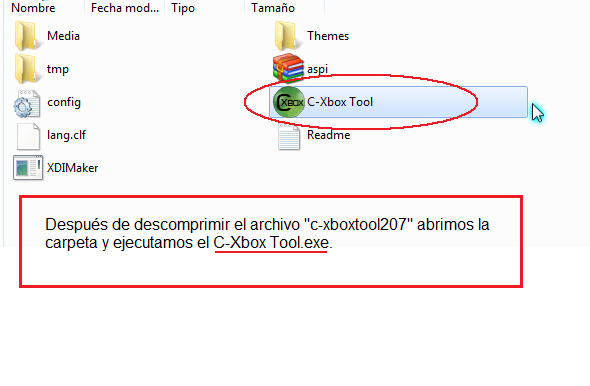 Nombre Fecha mod... Tipo Tamaño
Media Themes
tmp aspi
config CXBOX C-Xbox Tool
lang.clf Readme
XDIMaker
Después de descomprimir el archivo "c-xboxtool207" abrimos la
carpeta y ejecutamos el C-Xbox Tool.exe.